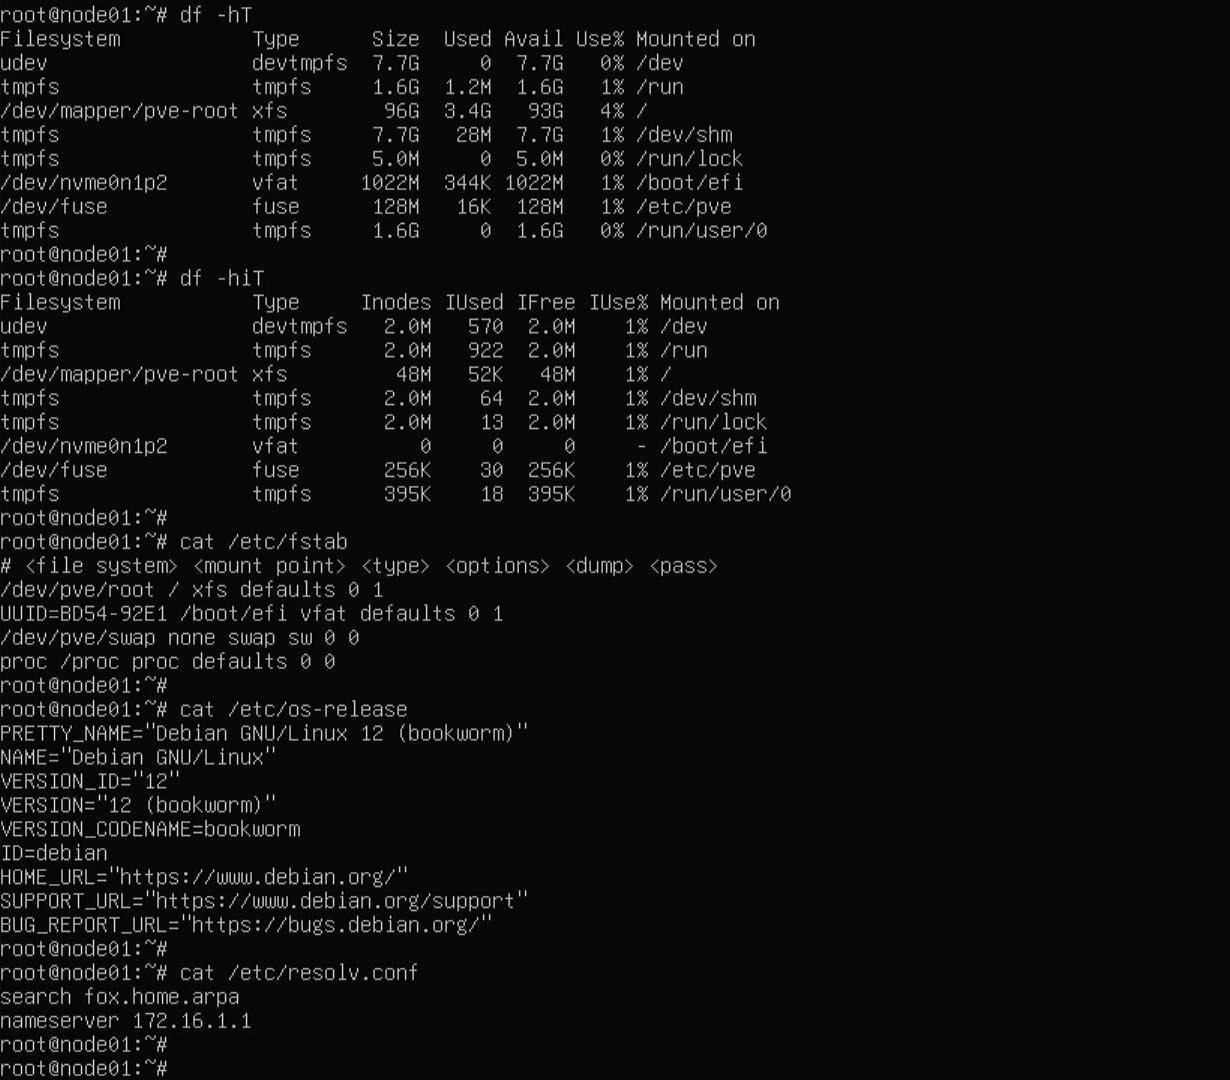 root@node01:~# df -hT
Filesystem           Type      Size  Used Avail Use% Mounted on
udev                 devtmpfs  7.7G     0  7.7G   0% /dev
tmpfs                tmpfs     1.6G  1.2M  1.6G   1% /run
/dev/mapper/pve-root xfs        96G  3.4G   93G   4% /
tmpfs                tmpfs     7.7G   28M  7.7G   1% /dev/shm
tmpfs                tmpfs     5.0M     0  5.0M   0% /run/lock
/dev/nvme0n1p2       vfat     1022M  344K 1022M   1% /boot/efi
/dev/fuse            fuse      128M   16K  128M   1% /etc/pve
tmpfs                tmpfs     1.6G     0  1.6G   0% /run/user/0
root@node01:~#
root@node01:~# df -hiT
Filesystem           Type     Inodes IUsed IFree IUse% Mounted on
udev                 devtmpfs   2.0M   570  2.0M    1% /dev
tmpfs                tmpfs      2.0M   922  2.0M    1% /run
/dev/mapper/pve-root xfs         48M   52K   48M    1% /
tmpfs                tmpfs      2.0M    64  2.0M    1% /dev/shm
tmpfs                tmpfs      2.0M    13  2.0M    1% /run/lock
/dev/nvme0n1p2       vfat          0     0     0     - /boot/efi
/dev/fuse            fuse       256K    30  256K    1% /etc/pve
tmpfs                tmpfs      395K    18  395K    1% /run/user/0
root@node01:~#
root@node01:~# cat /etc/fstab
# <file system> <mount point> <type> <options> <dump> <pass>
/dev/pve/root / xfs defaults 0 1
UUID=BD54-92E1 /boot/efi vfat defaults 0 1
/dev/pve/swap none swap sw 0 0
proc /proc proc defaults 0 0
root@node01:~#
root@node01:~# cat /etc/os-release
PRETTY_NAME="Debian GNU/Linux 12 (bookworm)"
NAME="Debian GNU/Linux"
VERSION_ID="12"
VERSION="12 (bookworm)"
VERSION_CODENAME=bookworm
ID=debian
HOME_URL="https://www.debian.org/"
SUPPORT_URL="https://www.debian.org/support"
BUG_REPORT_URL="https://bugs.debian.org/"
root@node01:~#
root@node01:~# cat /etc/resolv.conf
search fox.home.arpa
nameserver 172.16.1.1
root@node01:~#
root@node01:~#